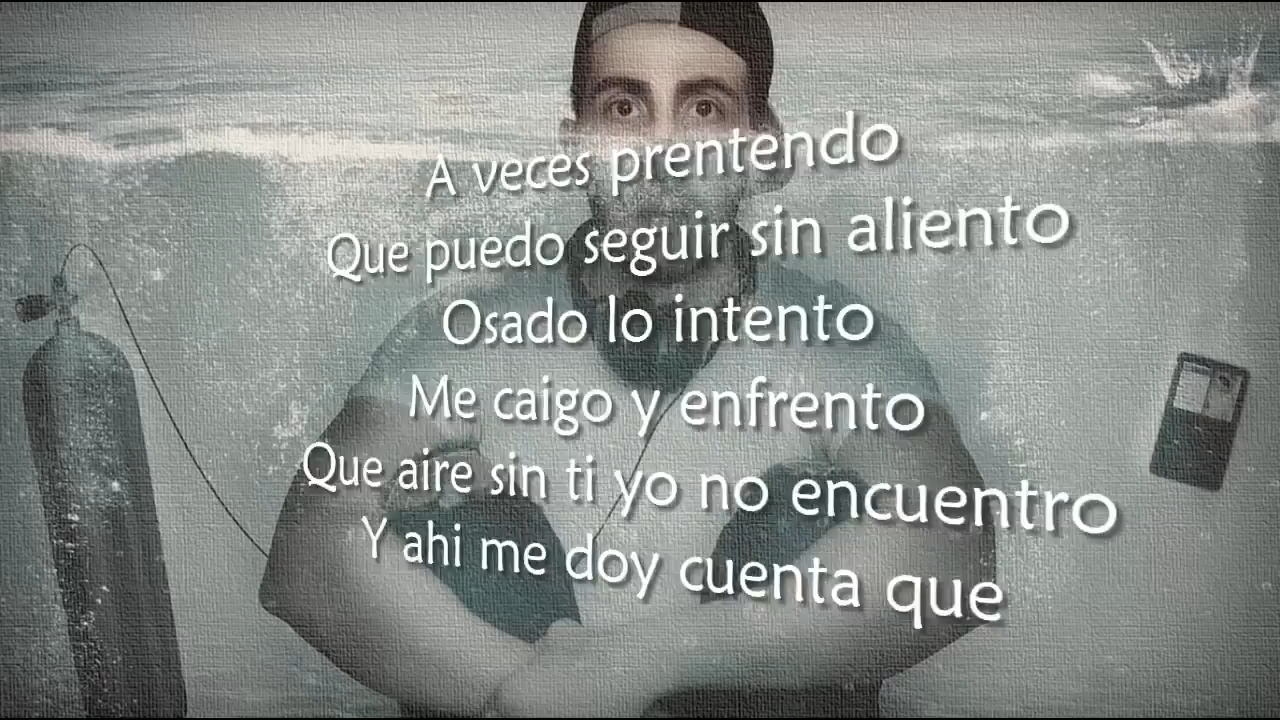 A veces prentendo
Que puedo seguir sin aliento
Osado lo intento
Me caigo y enfrento
Que aire sin ti yo no encuentro
Y ahi me doy cuenta que